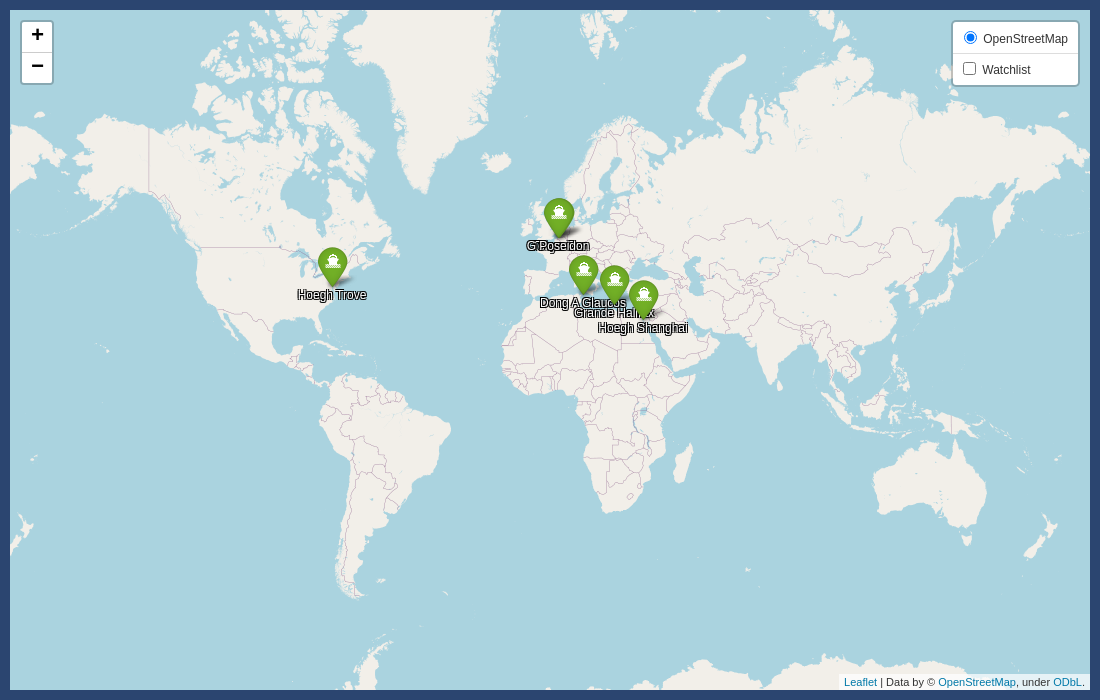 +
−
OpenStreetMap
Watchlist
Poseidon
Hoegh Trove
Dong A Glaucos
Grande Halifax
Hoegh Shanghai
Leaflet | Data by © OpenStreetMap, under ODbL.